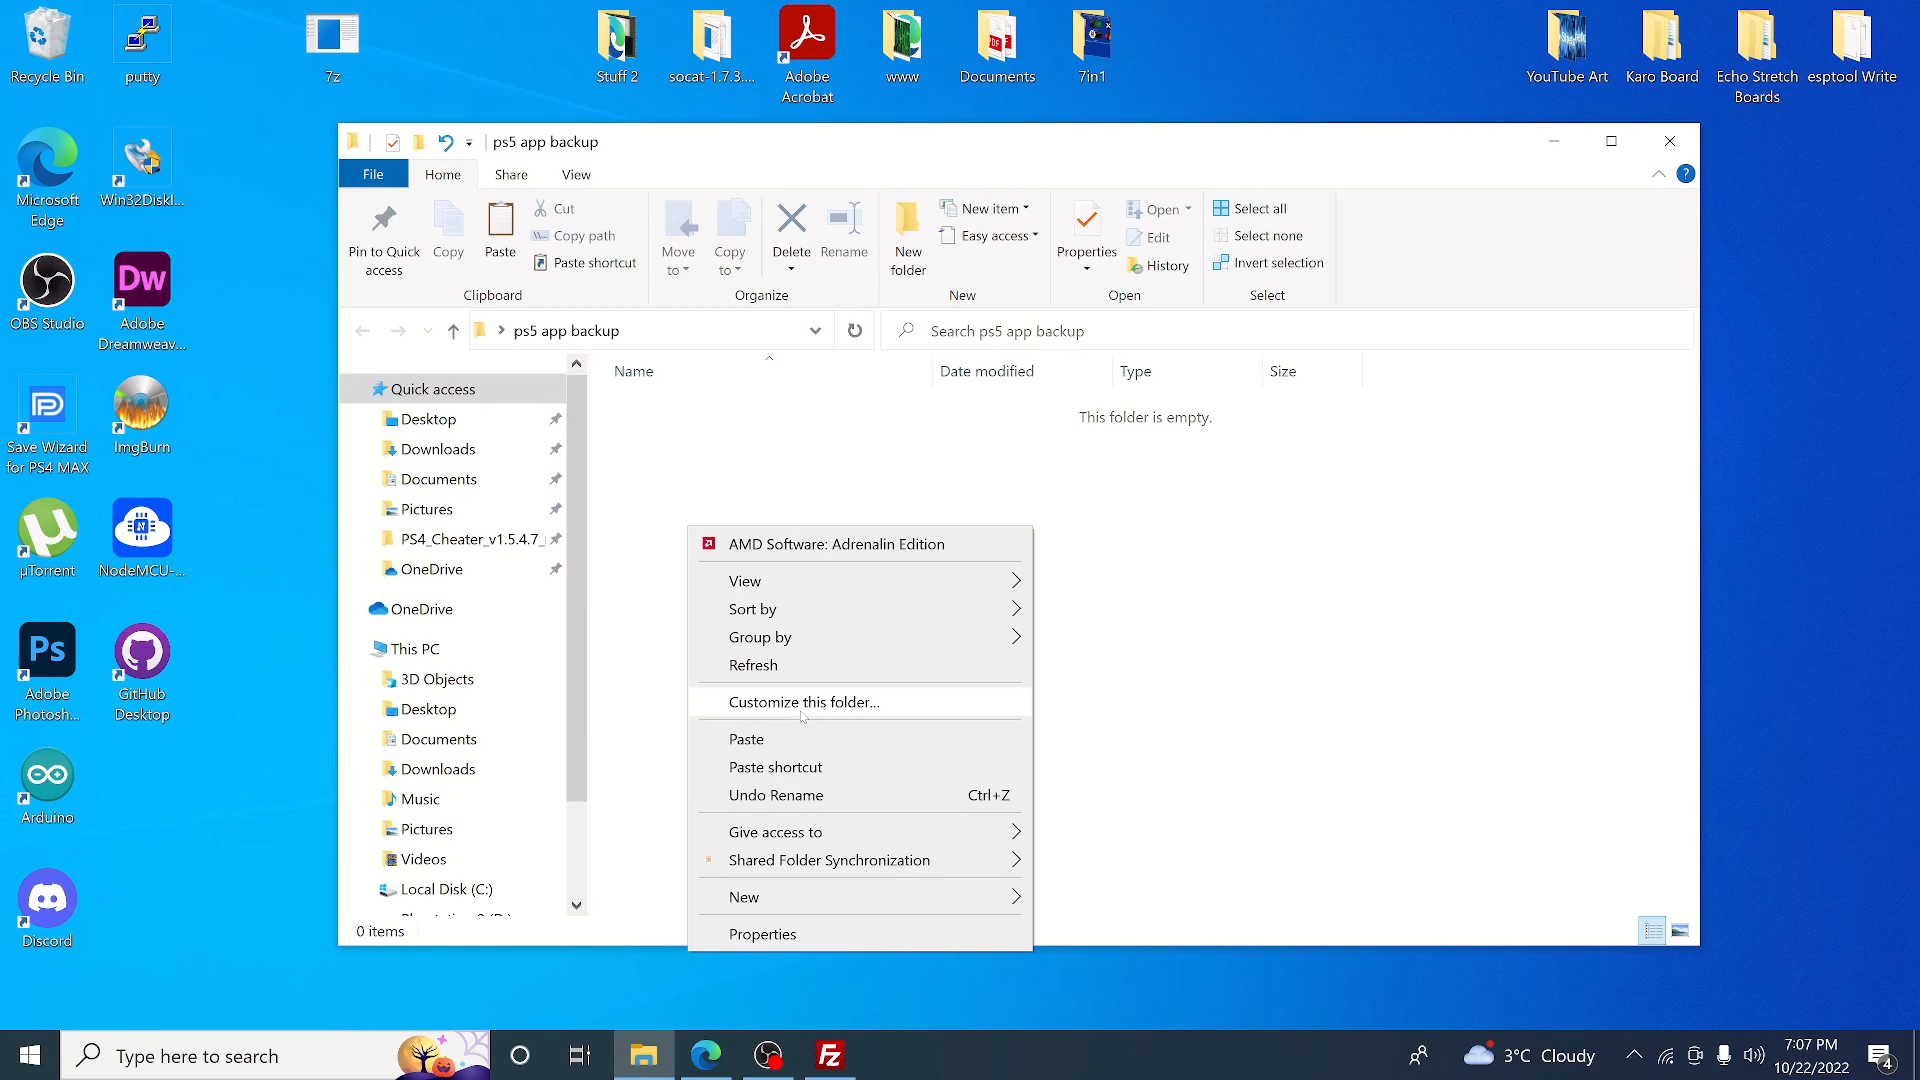 Recycle Bin
putty
7z
Stuff 2
socat-1.7.3....
Adobe
Acrobat
www
Documents
7in1
YouTube Art
Karo Board
Echo Stretch
Boards
esptool Write
Microsoft
Edge
Win32DiskI...
OBS Studio
Adobe
Dreamweav...
Save Wizard
for PS4 MAX
ImgBurn
µTorrent
NodeMCU-...
Adobe
Photosh...
GitHub
Desktop
Arduino
Discord
ps5 app backup
File
Home
Share
View
Pin to Quick
access
Copy
Paste
Cut
Copy path
Paste shortcut
Clipboard
Move
to
Copy
to
Delete
Rename
Organize
New
folder
New item
Easy access
New
Properties
Open
Edit
History
Open
Select all
Select none
Invert selection
Select
ps5 app backup
Search ps5 app backup
Name
Date modified
Type
Size
This folder is empty.
Quick access
Desktop
Downloads
Documents
Pictures
PS4_Cheater_v1.5.4.7_
OneDrive
OneDrive
This PC
3D Objects
Desktop
Documents
Downloads
Music
Pictures
Videos
Local Disk (C:)
0 items
AMD Software: Adrenalin Edition
View
Sort by
Group by
Refresh
Customize this folder...
Paste
Paste shortcut
Undo Rename Ctrl+Z
Give access to
Shared Folder Synchronization
New
Properties
Type here to search
3°C Cloudy
7:07 PM
10/22/2022
4